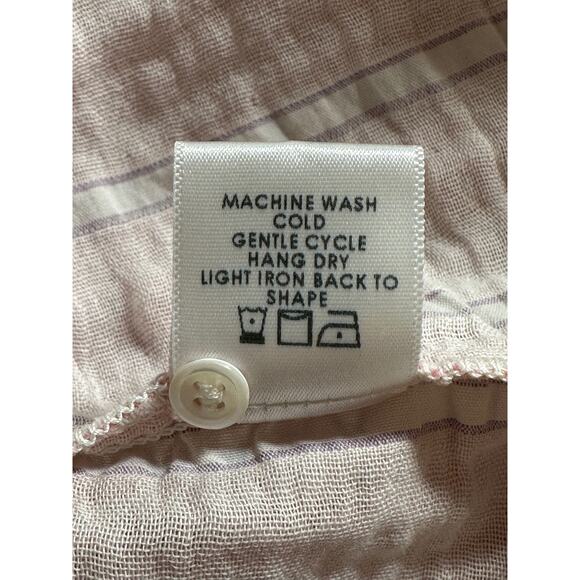 MACHINE WASH
COLD
GENTLE CYCLE
HANG DRY
LIGHT IRON BACK TO
SHAPE